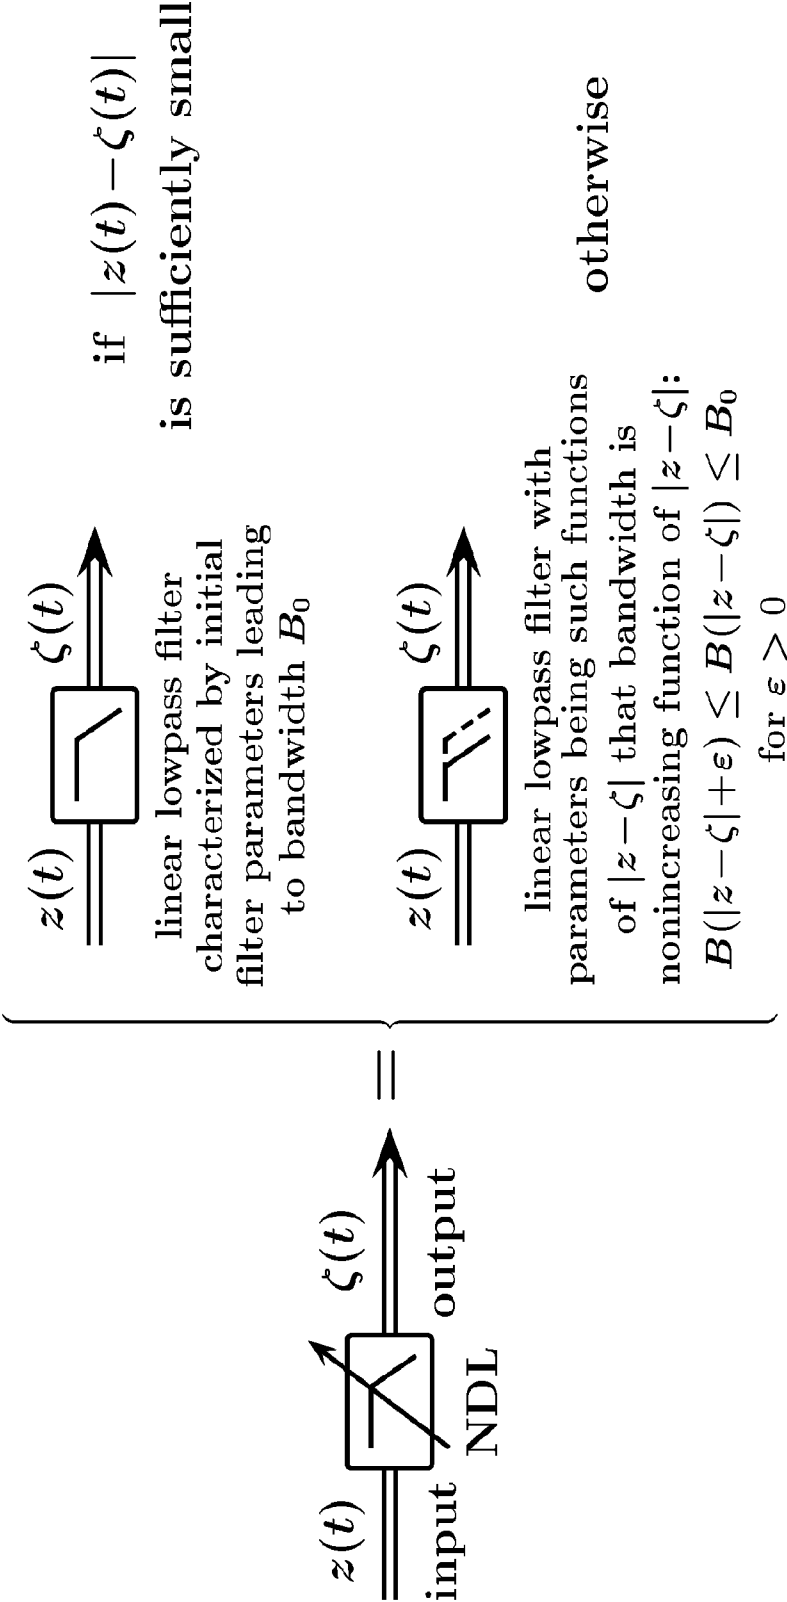 z(t)
ζ(t)
input
output
NDL
=
z(t)
ζ(t)
linear lowpass filter
characterized by initial
filter parameters leading
to bandwidth B₀
if |z(t)−ζ(t)|
is sufficiently small
z(t)
ζ(t)
linear lowpass filter with
parameters being such functions
of |z−ζ| that bandwidth is
nonincreasing function of |z−ζ|:
B(|z−ζ|+ε) ≤ B(|z−ζ|) ≤ B₀
for ε > 0
otherwise